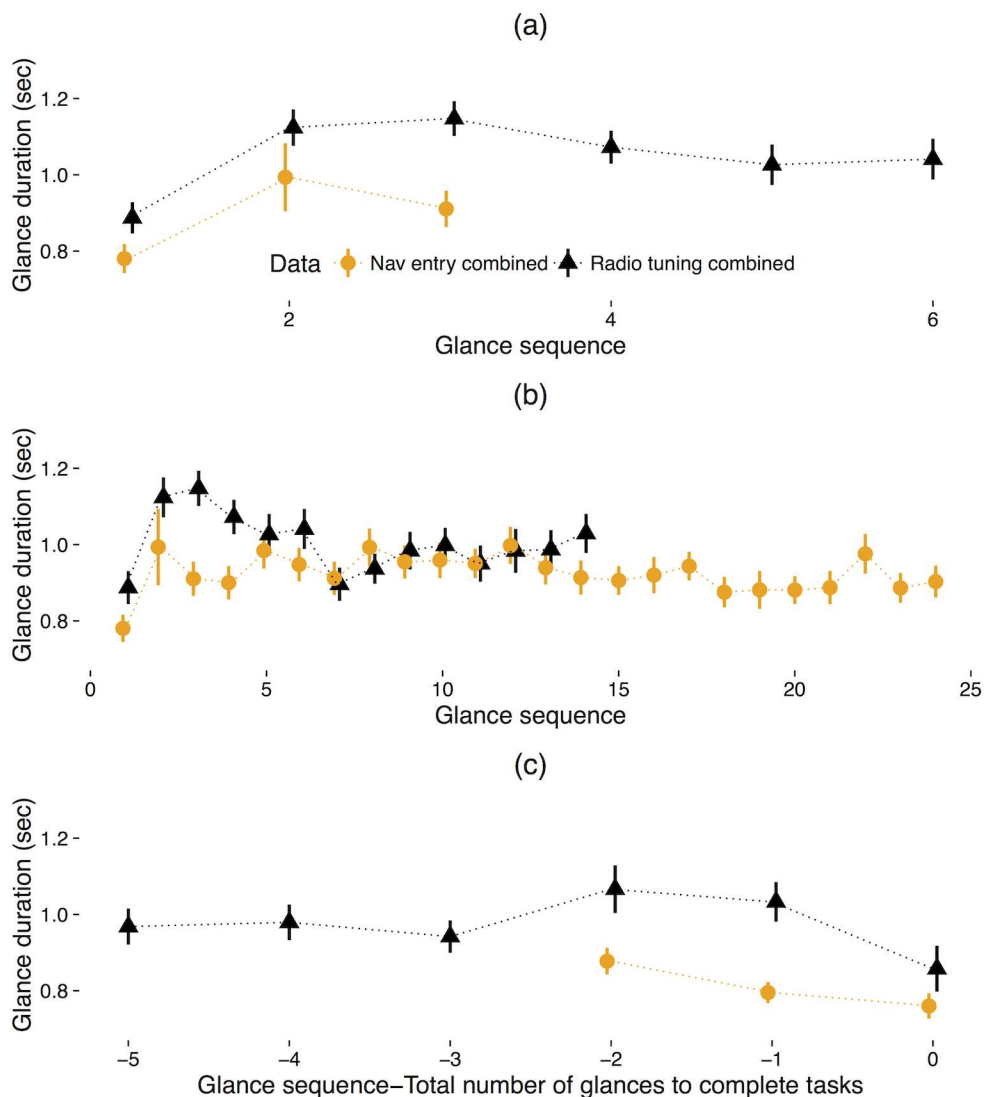 (a)
Glance duration (sec)
1.2
1.0
0.8
Data Nav entry combined Radio tuning combined
2 4 6
Glance sequence
(b)
Glance duration (sec)
1.2
1.0
0.8
0 5 10 15 20 25
Glance sequence
(c)
Glance duration (sec)
1.2
1.0
0.8
−5 −4 −3 −2 −1 0
Glance sequence−Total number of glances to complete tasks